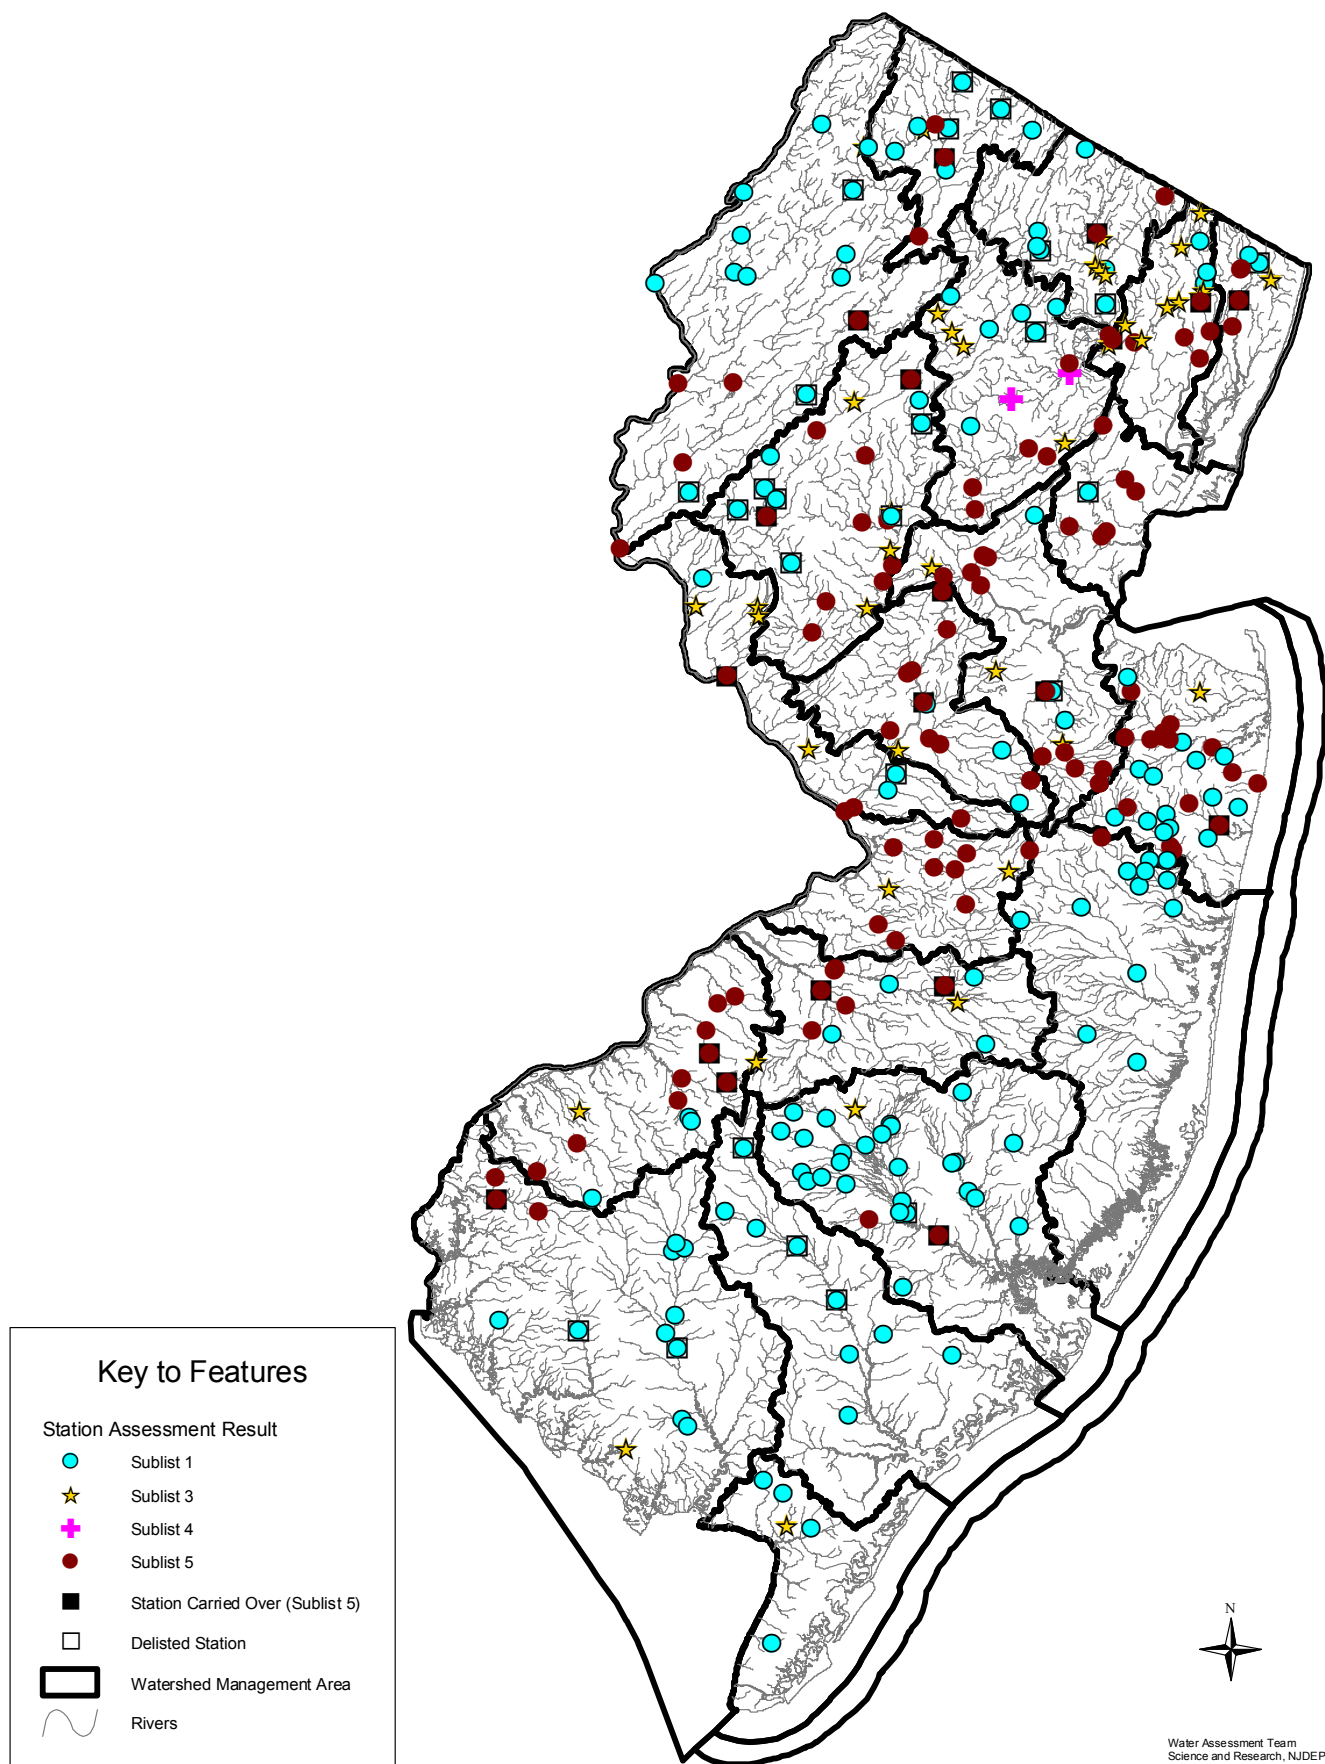 Key to Features
Station Assessment Result
Sublist 1
Sublist 3
Sublist 4
Sublist 5
Station Carried Over (Sublist 5)
Delisted Station
Watershed Management Area
Rivers
N
Water Assessment Team
Science and Research, NJDEP